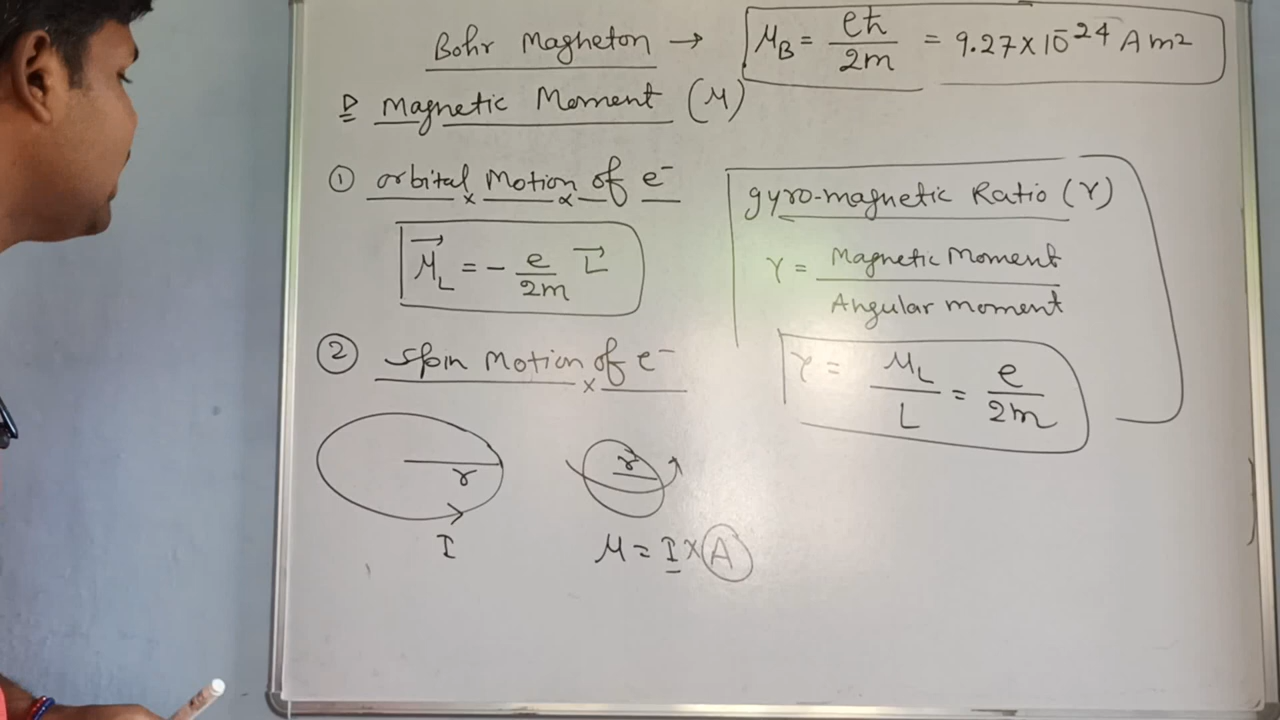 Bohr Magneton → μB = eħ/2m = 9.27×10⁻²⁴ A m²
⊵ Magnetic Moment (μ)
① orbital Motion of e⁻
μL = - e/2m L
gyro-magnetic Ratio (γ)
γ = Magnetic Moment / Angular moment
γ = μL/L = e/2m
② spin Motion of e⁻
r
I
r
μ = I × A